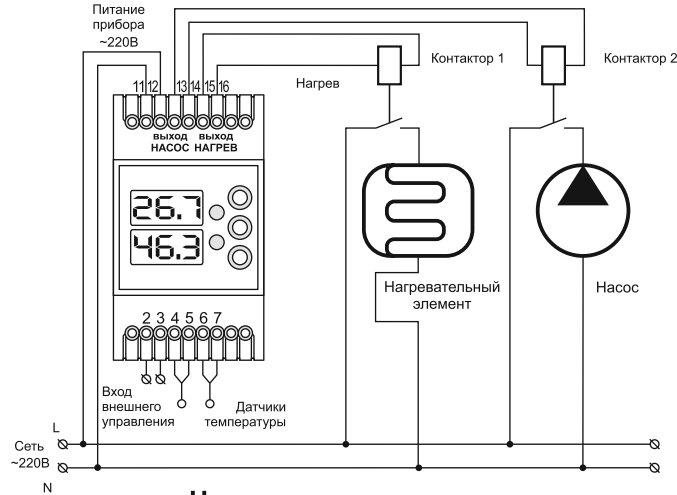 Питание
прибора
~220В
Контактор 1
Контактор 2
Нагрев
11 12 13 14 15 16
выход выход
НАСОС НАГРЕВ
26.7
46.3
Нагревательный
элемент
Насос
2 3 4 5 6 7
Вход
внешнего
управления
Датчики
температуры
L
Сеть
~220В
N